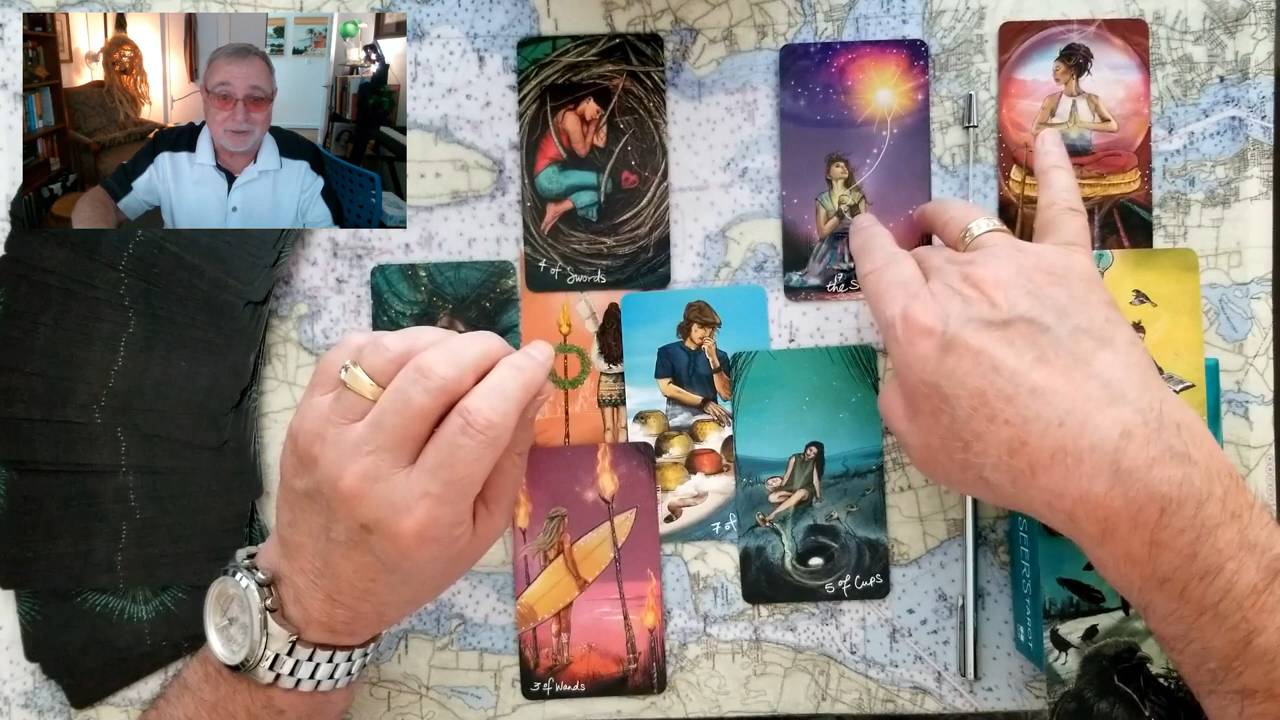 4 of Swords
the S
7 of
5 of Cups
3 of Wands
SEERS TAROT